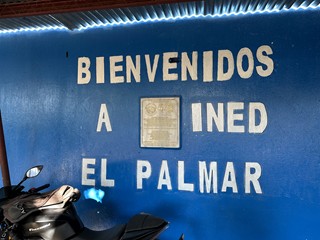 BIENVENIDOS
A INED
EL PALMAR